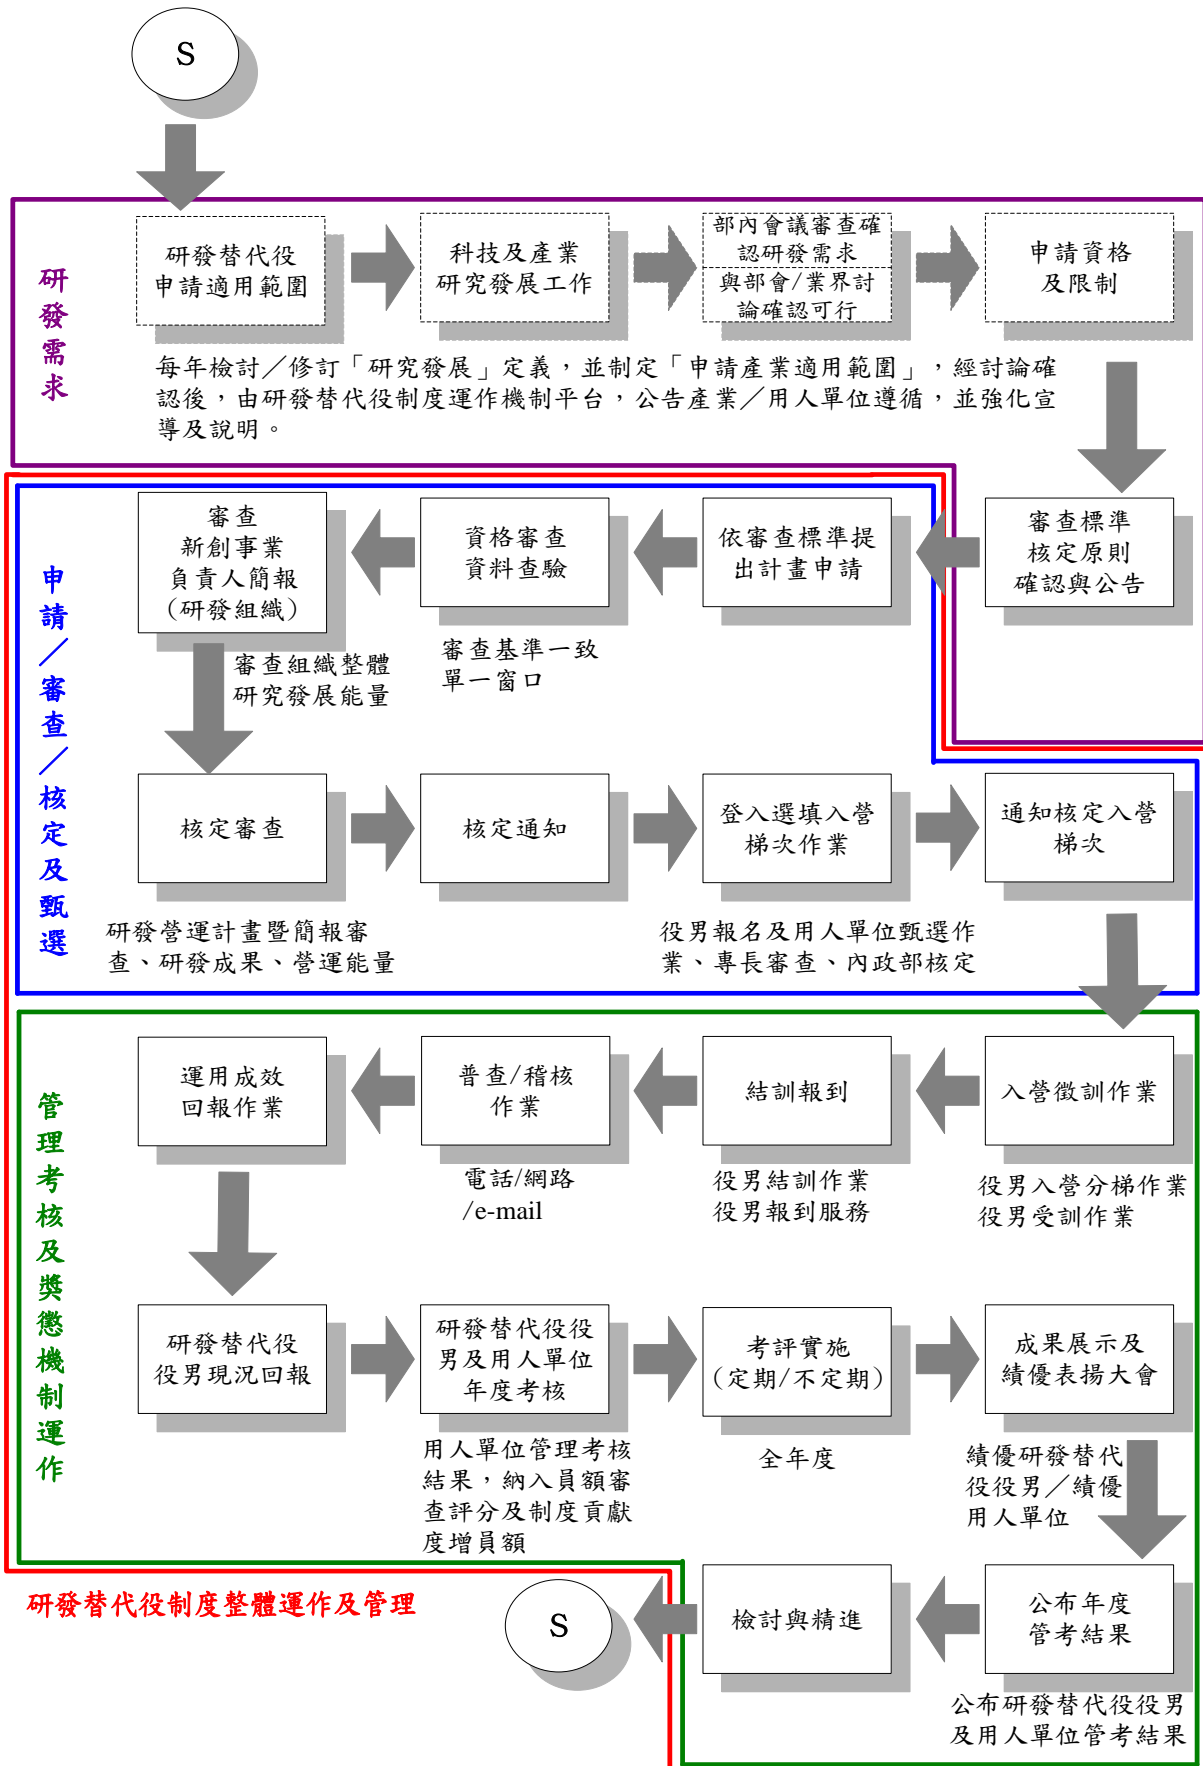 S
研發需求
研發替代役
申請適用範圍
科技及產業
研究發展工作
部內會議審查確
認研發需求
與部會/業界討
論確認可行
申請資格
及限制
每年檢討／修訂「研究發展」定義，並制定「申請產業適用範圍」，經討論確
認後，由研發替代役制度運作機制平台，公告產業／用人單位遵循，並強化宣
導及說明。
審查標準
核定原則
確認與公告
申請／審查／核定及甄選
依審查標準提
出計畫申請
資格審查
資料查驗
審查基準一致
單一窗口
審查
新創事業
負責人簡報
(研發組織)
審查組織整體
研究發展能量
核定審查
研發營運計畫暨簡報審
查、研發成果、營運能量
核定通知
登入選填入營
梯次作業
役男報名及用人單位甄選作
業、專長審查、內政部核定
通知核定入營
梯次
管理考核及獎懲機制運作
入營徵訓作業
役男入營分梯作業
役男受訓作業
結訓報到
役男結訓作業
役男報到服務
普查/稽核
作業
電話/網路
/e-mail
運用成效
回報作業
研發替代役
役男現況回報
研發替代役役
男及用人單位
年度考核
用人單位管理考核
結果，納入員額審
查評分及制度貢獻
度增員額
考評實施
(定期/不定期)
全年度
成果展示及
績優表揚大會
績優研發替代
役役男／績優
用人單位
公布年度
管考結果
公布研發替代役役男
及用人單位管考結果
檢討與精進
S
研發替代役制度整體運作及管理